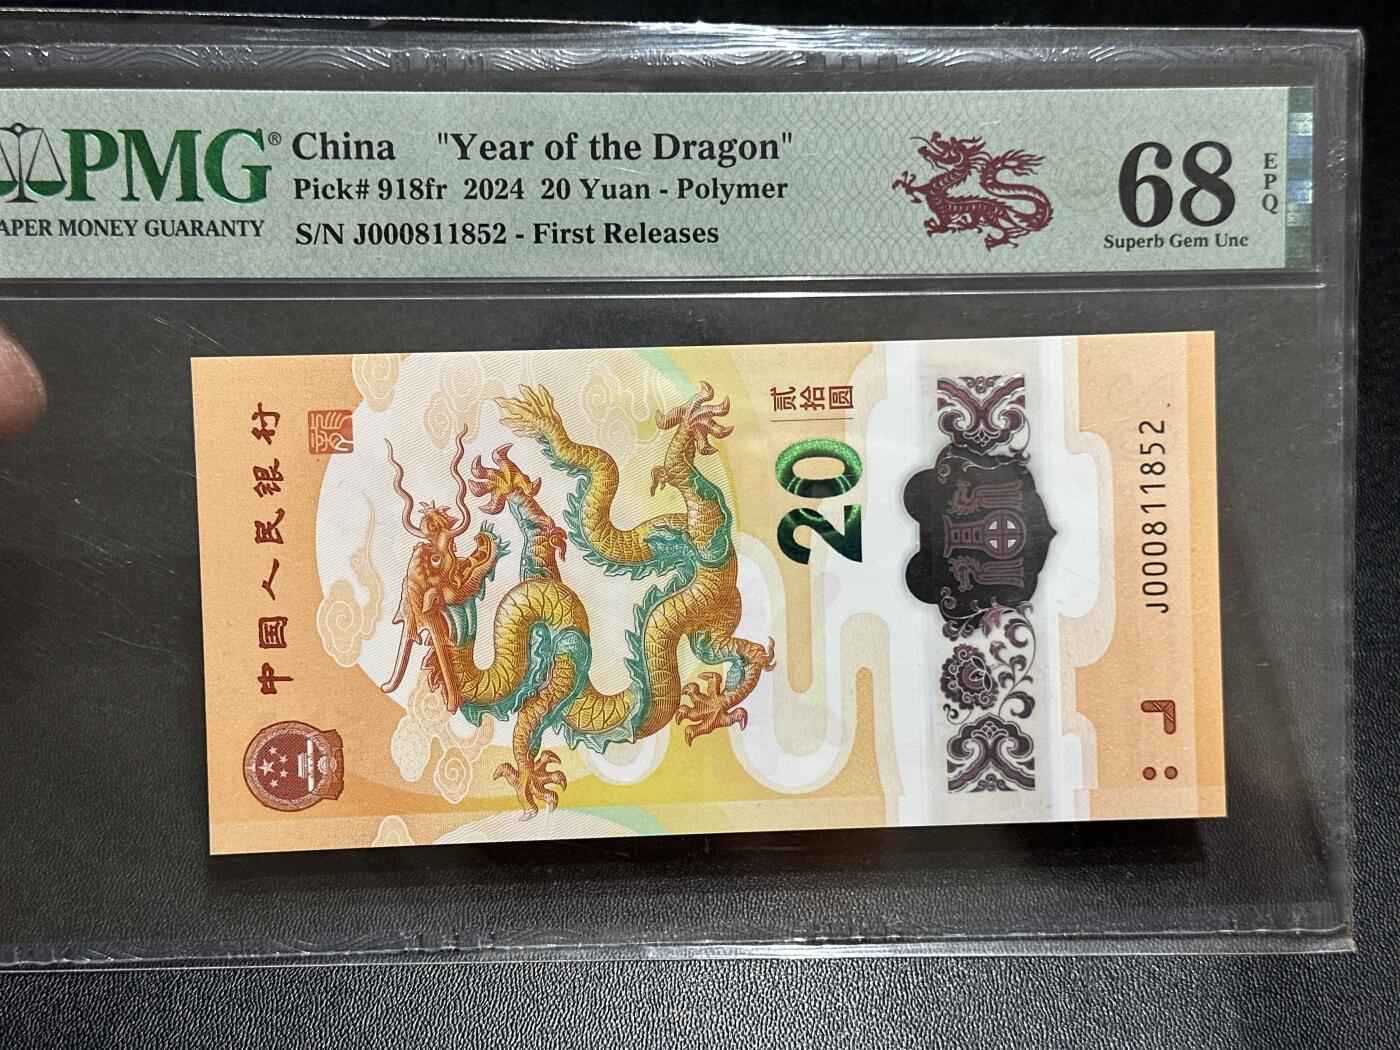 PMG®
PAPER MONEY GUARANTY
China "Year of the Dragon"
Pick# 918fr 2024 20 Yuan - Polymer
S/N J000811852 - First Releases
68
EPQ
Superb Gem Unc
中国人民银行
贰拾圆
20
J000811852